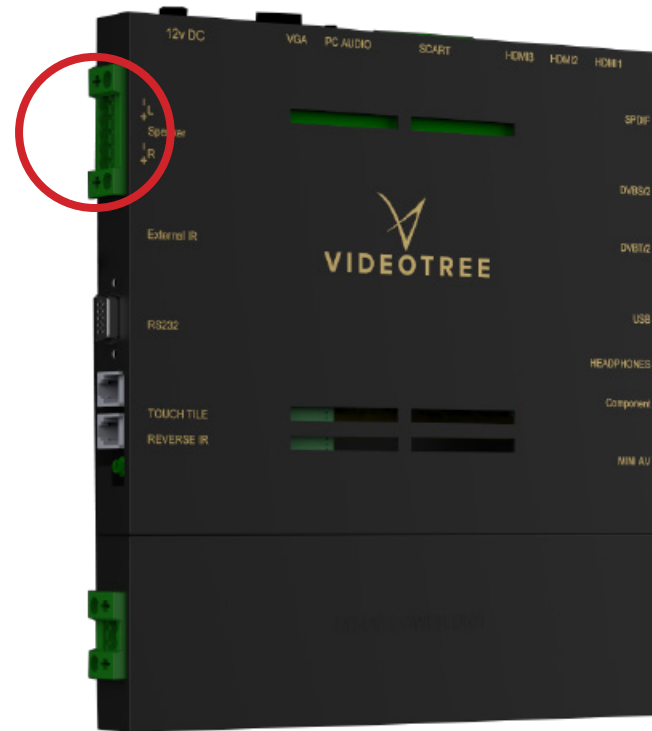 12v DC
VGA PC AUDIO SCART HDMI3 HDMI2 HDMI1
- L
+
Speaker
- R
+
SPDIF
DVBS/2
External IR
DVBT/2
VIDEOTREE
RS232
USB
HEADPHONES
Component
TOUCH TILE
REVERSE IR
MINI AV